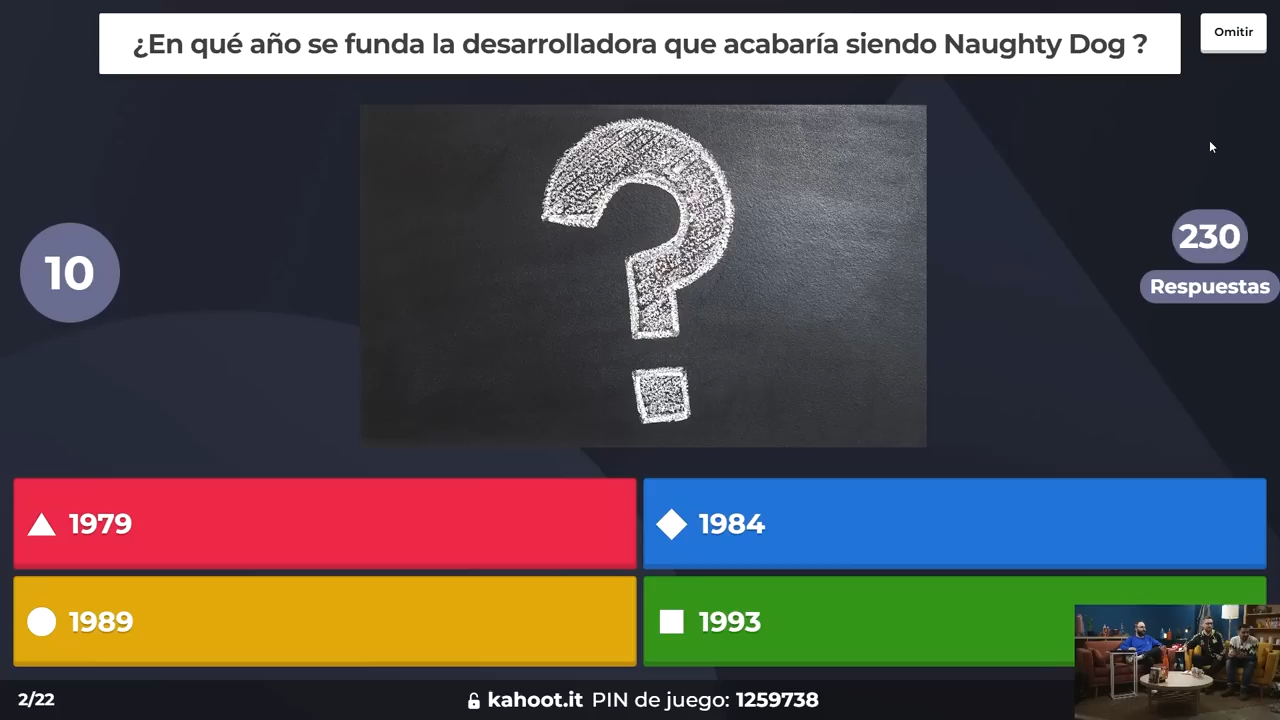 ¿En qué año se funda la desarrolladora que acabaría siendo Naughty Dog ?
Omitir
10
230
Respuestas
1979
1984
1989
1993
2/22
kahoot.it PIN de juego: 1259738